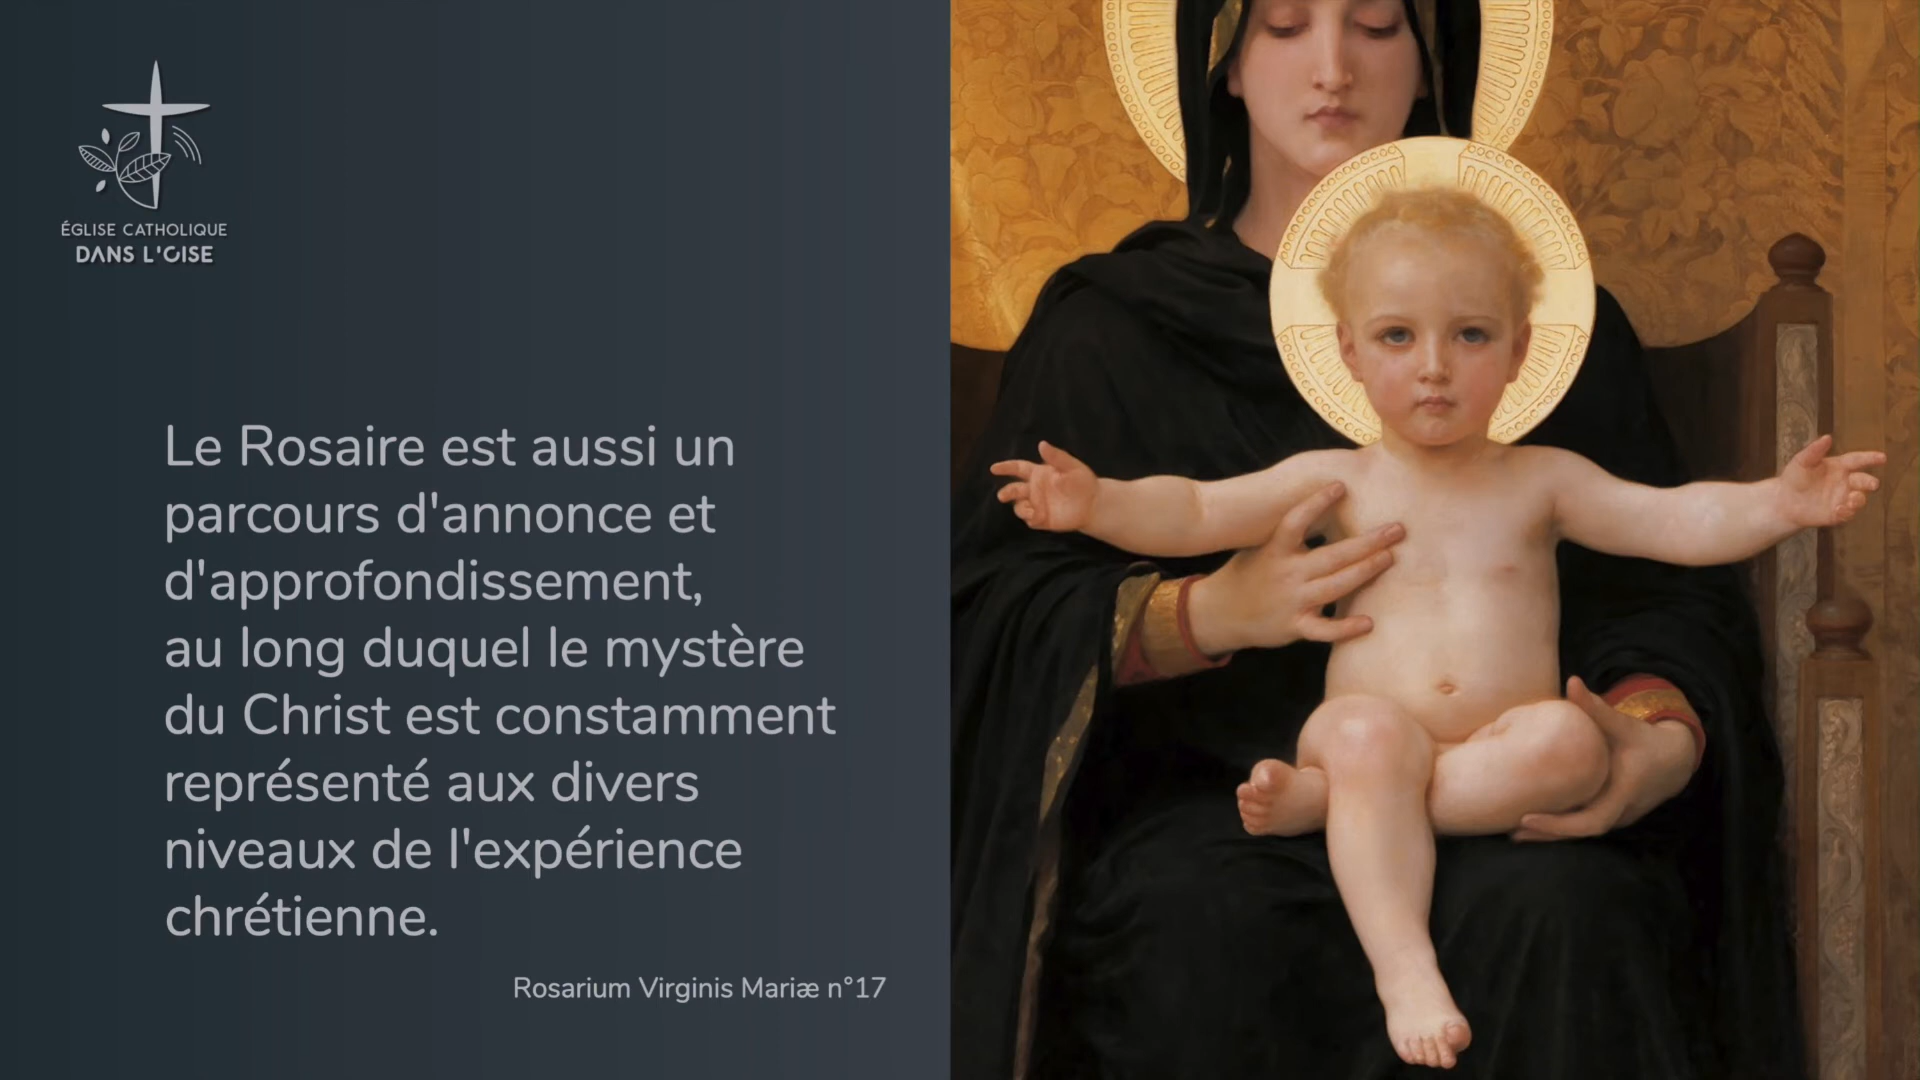 ÉGLISE CATHOLIQUE
DANS L'OISE
Le Rosaire est aussi un
parcours d'annonce et
d'approfondissement,
au long duquel le mystère
du Christ est constamment
représenté aux divers
niveaux de l'expérience
chrétienne.
Rosarium Virginis Mariæ n°17